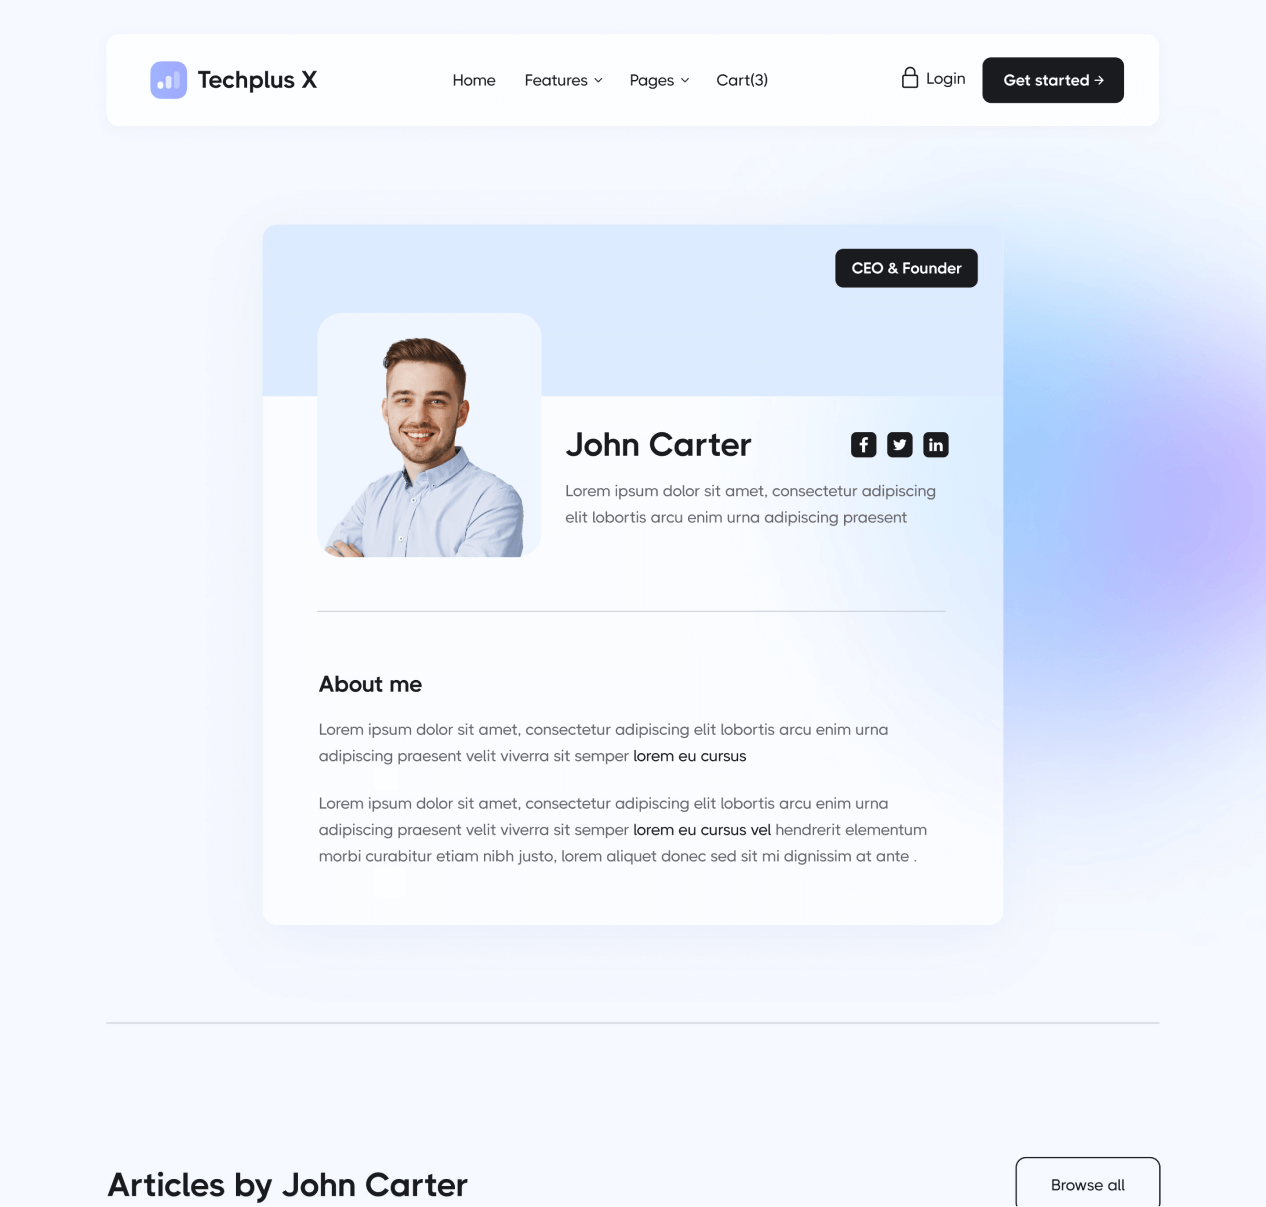 Techplus X
Home Features Pages Cart(3)
Login
Get started →
CEO & Founder
John Carter
Lorem ipsum dolor sit amet, consectetur adipiscing
elit lobortis arcu enim urna adipiscing praesent
About me
Lorem ipsum dolor sit amet, consectetur adipiscing elit lobortis arcu enim urna
adipiscing praesent velit viverra sit semper lorem eu cursus
Lorem ipsum dolor sit amet, consectetur adipiscing elit lobortis arcu enim urna
adipiscing praesent velit viverra sit semper lorem eu cursus vel hendrerit elementum
morbi curabitur etiam nibh justo, lorem aliquet donec sed sit mi dignissim at ante .
Articles by John Carter
Browse all